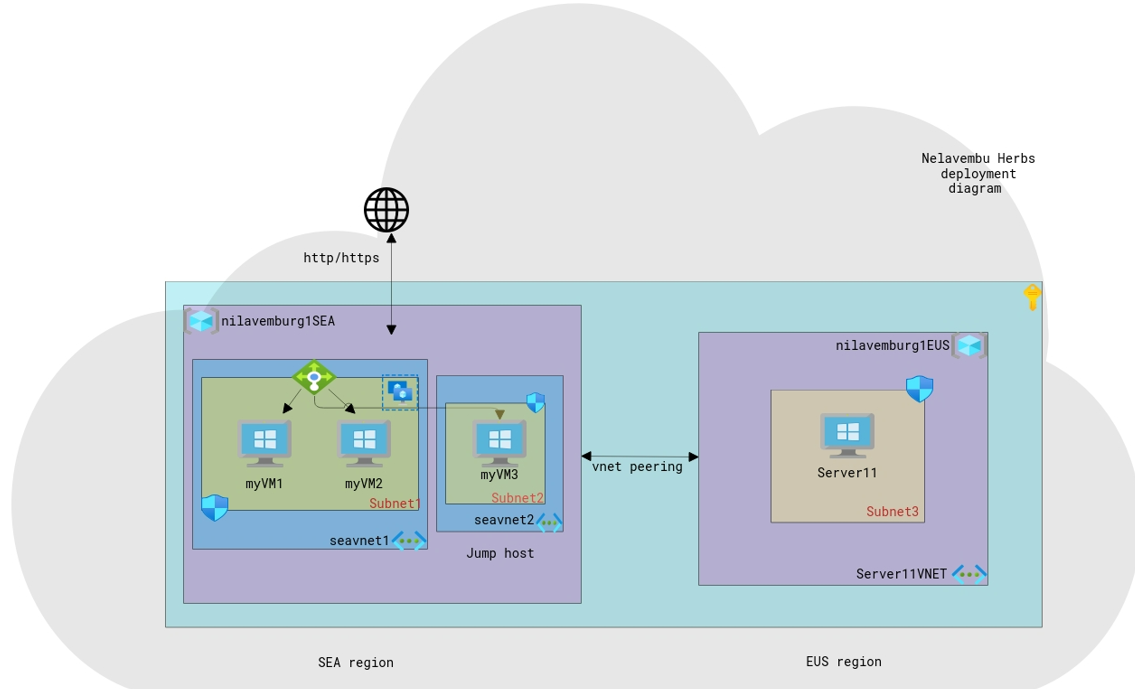 Nelavembu Herbs
deployment
diagram
http/https
nilavemburg1SEA
nilavemburg1EUS
myVM1
myVM2
myVM3
Server11
vnet peering
Subnet1
Subnet2
Subnet3
seavnet1
seavnet2
Jump host
Server11VNET
SEA region
EUS region